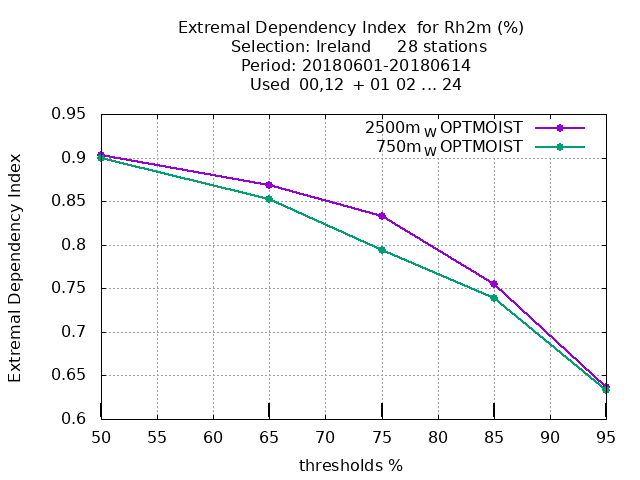 Extremal Dependency Index  for Rh2m (%)
Selection: Ireland     28 stations
Period: 20180601-20180614
Used  00,12  + 01 02 ... 24
2500m W OPTMOIST
750m W OPTMOIST
Extremal Dependency Index
0.95
0.9
0.85
0.8
0.75
0.7
0.65
0.6
50 55 60 65 70 75 80 85 90 95
thresholds %